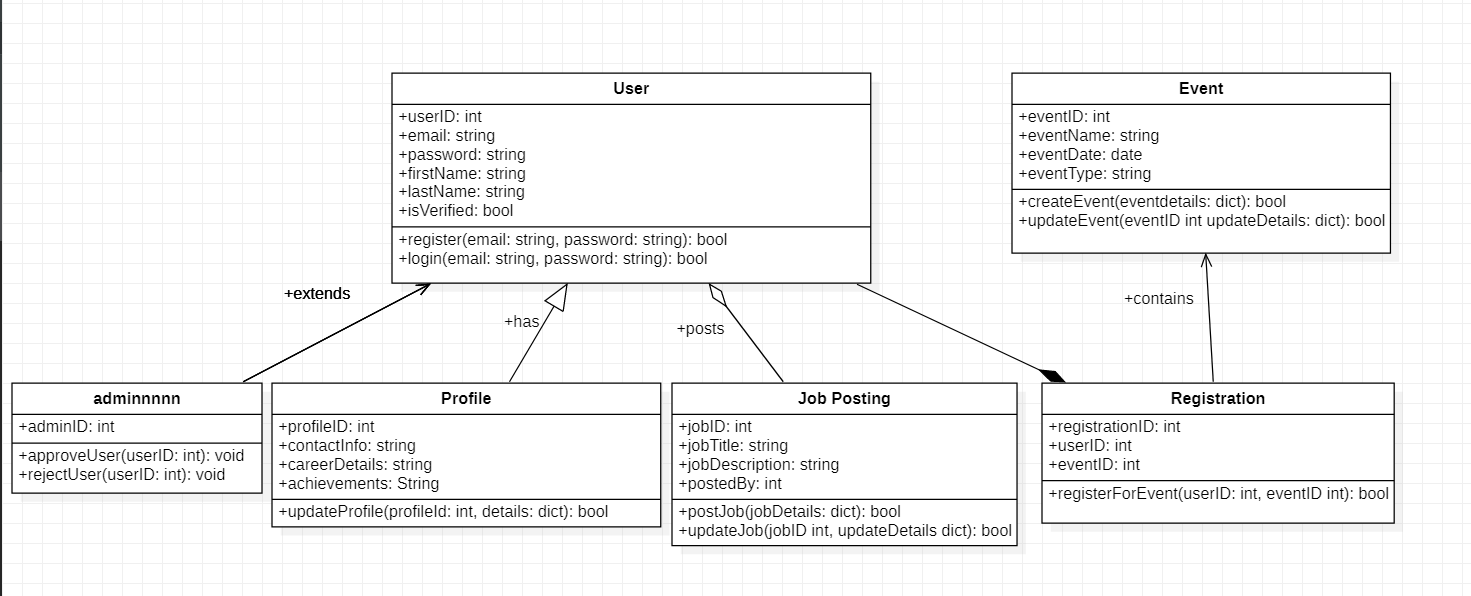 User
+userID: int
+email: string
+password: string
+firstName: string
+lastName: string
+isVerified: bool
+register(email: string, password: string): bool
+login(email: string, password: string): bool
Event
+eventID: int
+eventName: string
+eventDate: date
+eventType: string
+createEvent(eventdetails: dict): bool
+updateEvent(eventID int updateDetails: dict): bool
+extends
+has
+posts
+contains
adminnnnn
+adminID: int
+approveUser(userID: int): void
+rejectUser(userID: int): void
Profile
+profileID: int
+contactInfo: string
+careerDetails: string
+achievements: String
+updateProfile(profileId: int, details: dict): bool
Job Posting
+jobID: int
+jobTitle: string
+jobDescription: string
+postedBy: int
+postJob(jobDetails: dict): bool
+updateJob(jobID int, updateDetails dict): bool
Registration
+registrationID: int
+userID: int
+eventID: int
+registerForEvent(userID: int, eventID int): bool